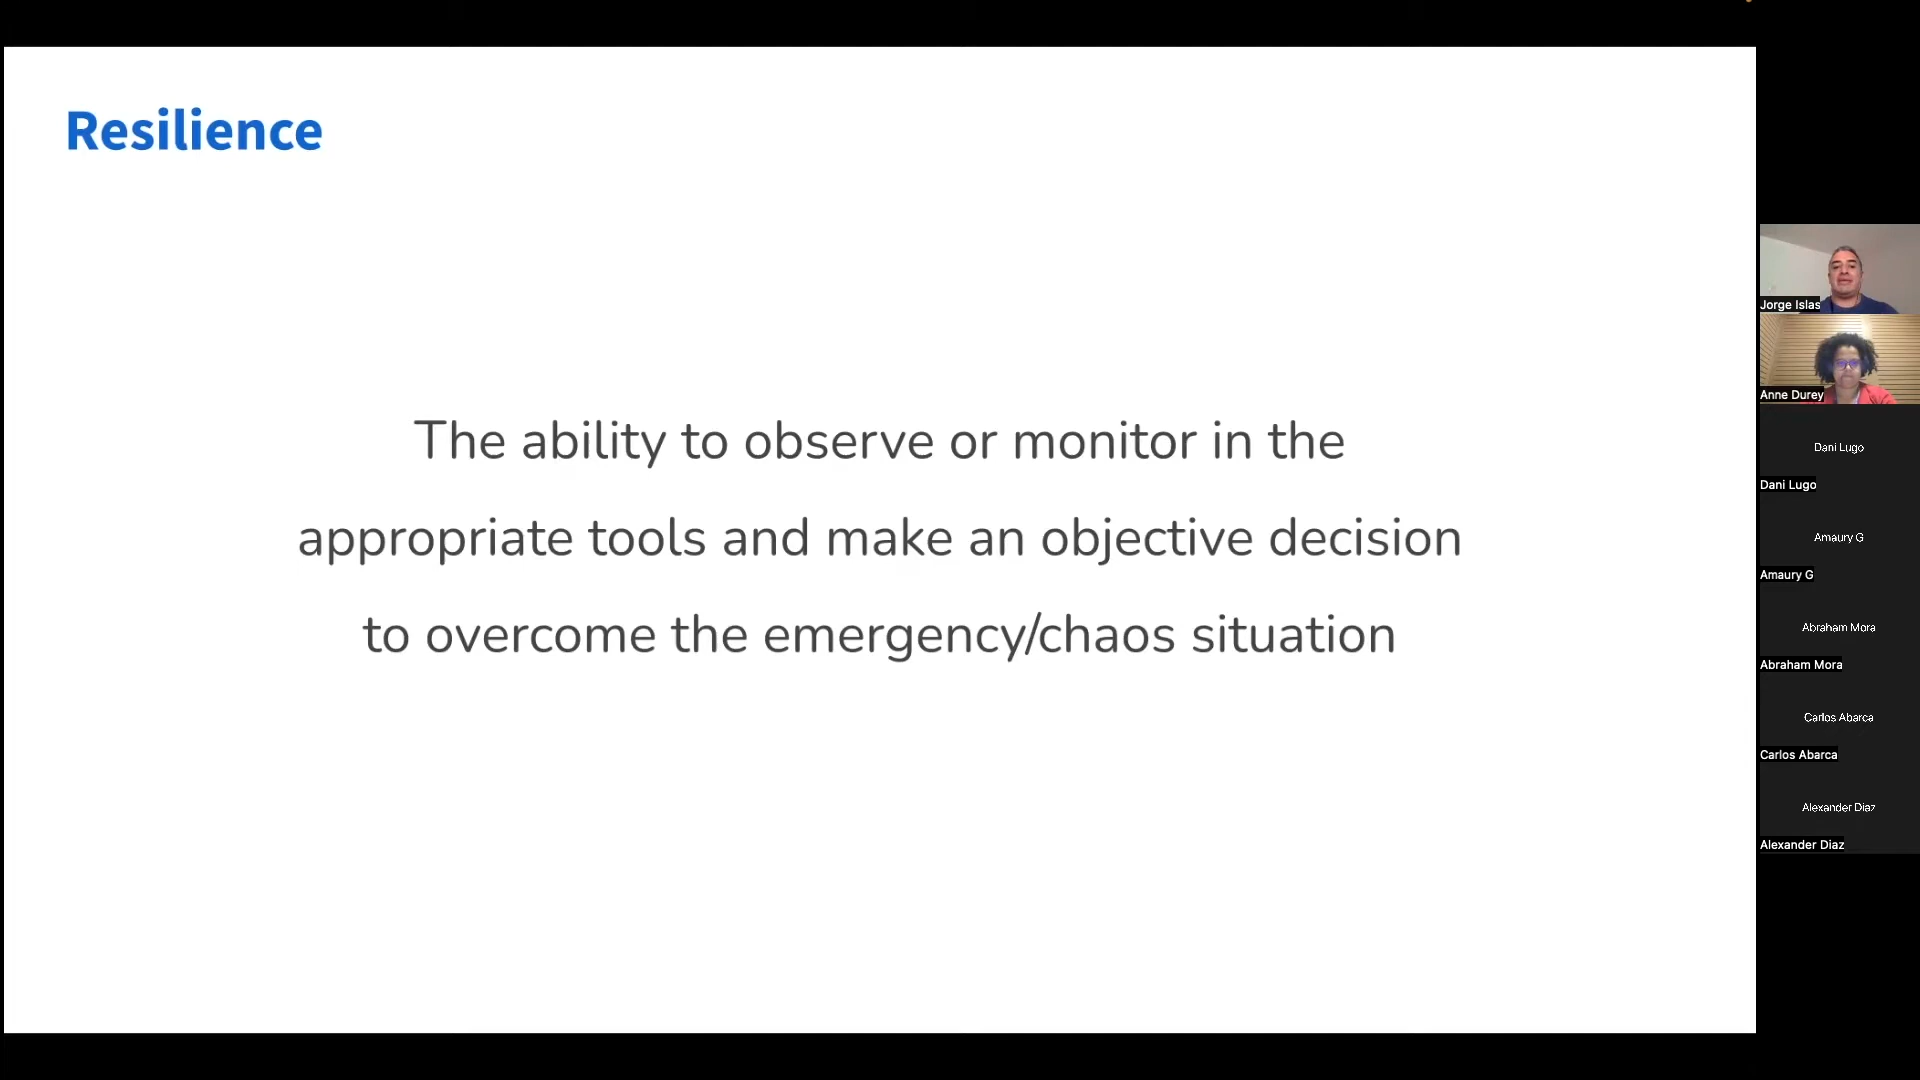 Resilience
The ability to observe or monitor in the
appropriate tools and make an objective decision
to overcome the emergency/chaos situation
Jorge Islas
Anne Durey
Dani Lugo
Dani Lugo
Amaury G
Amaury G
Abraham Mora
Abraham Mora
Carlos Abarca
Carlos Abarca
Alexander Diaz
Alexander Diaz